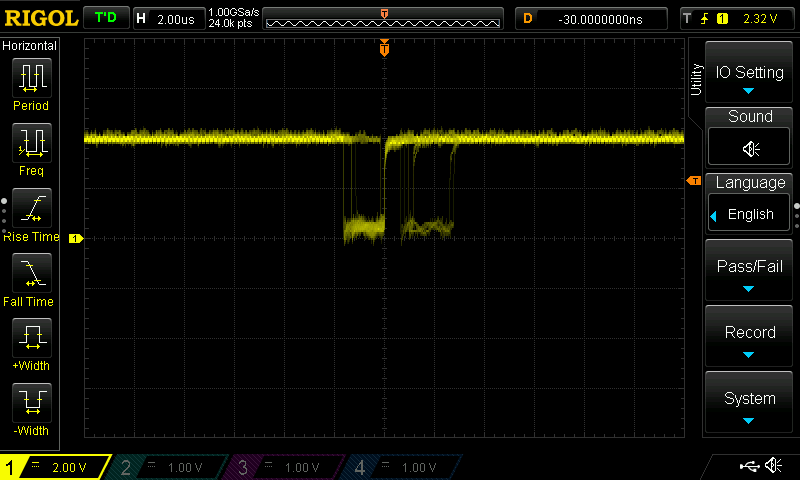 RIGOL T'D H 2.00us 1.00GSa/s 24.0k pts T D -30.0000000ns T 1 2.32 V
Horizontal
Period
Freq
Rise Time
Fall Time
+Width
-Width
T
T
1
Utility
IO Setting
Sound
Language
English
Pass/Fail
Record
System
1 2.00 V 2 1.00 V 3 1.00 V 4 1.00 V